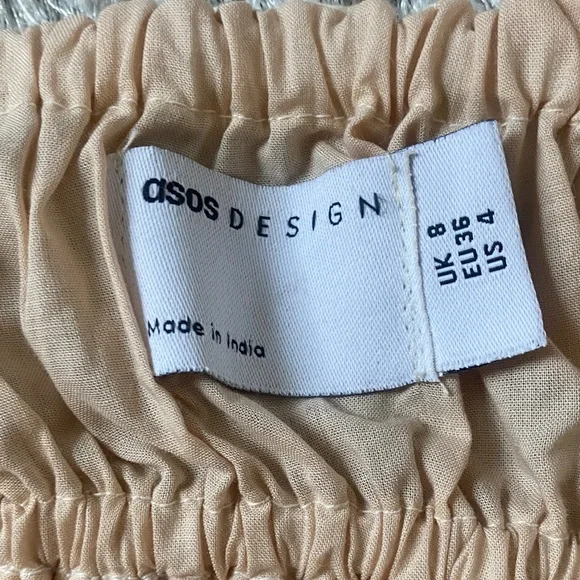 asos DESIGN
Made in India
UK 8
EU 36
US 4